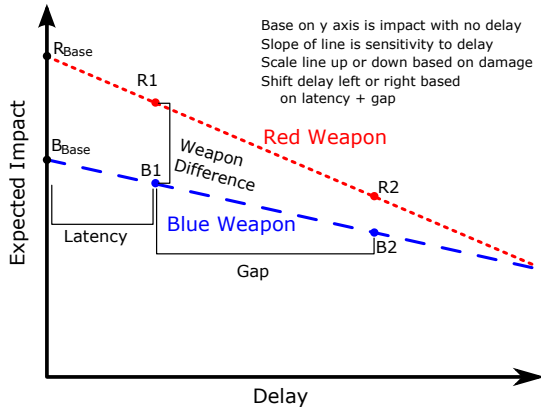 Base on y axis is impact with no delay
Slope of line is sensitivity to delay
Scale line up or down based on damage
Shift delay left or right based
on latency + gap
RBase
R1
Red Weapon
BBase
B1
Weapon
Difference
R2
Blue Weapon
Latency
B2
Gap
Expected Impact
Delay